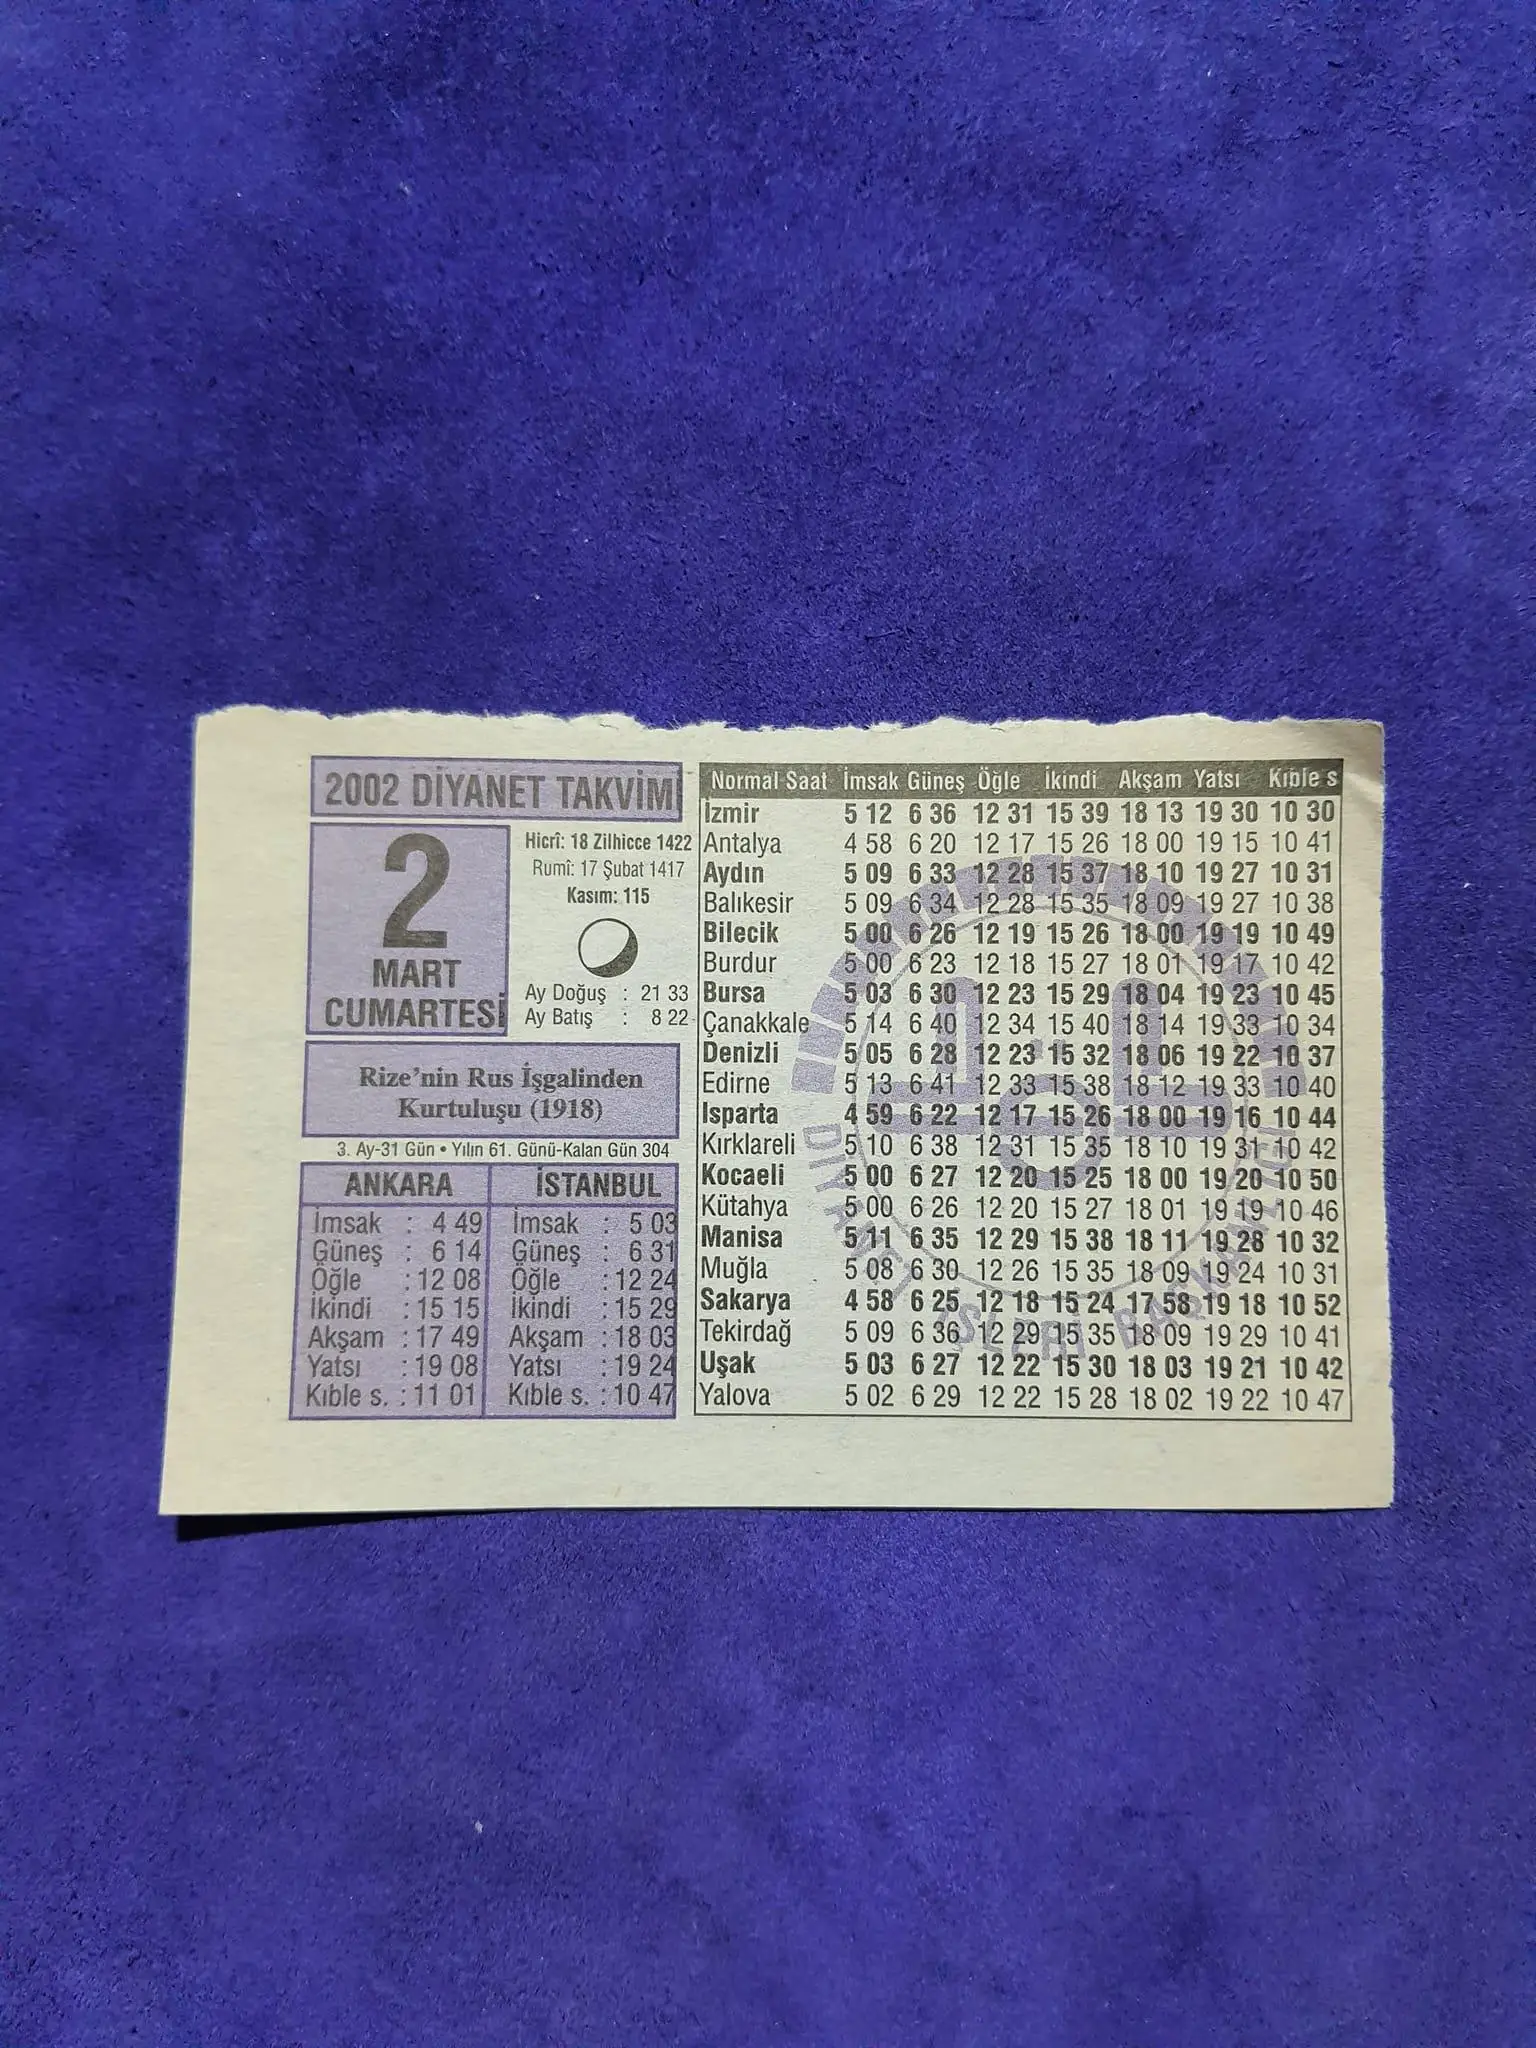 2002 DİYANET TAKVİMİ
2
MART
CUMARTESİ
Hicrî: 18 Zilhicce 1422
Rumî: 17 Şubat 1417
Kasım: 115
Ay Doğuş : 21 33
Ay Batış : 8 22
Rize'nin Rus İşgalinden
Kurtuluşu (1918)
3. Ay-31 Gün • Yılın 61. Günü-Kalan Gün 304
ANKARA
İmsak : 4 49
Güneş : 6 14
Öğle : 12 08
İkindi : 15 15
Akşam : 17 49
Yatsı : 19 08
Kıble s. : 11 01
İSTANBUL
İmsak : 5 03
Güneş : 6 31
Öğle : 12 24
İkindi : 15 29
Akşam : 18 03
Yatsı : 19 24
Kıble s. : 10 47
Normal Saat İmsak Güneş Öğle İkindi Akşam Yatsı Kıble s
İzmir 5 12 6 36 12 31 15 39 18 13 19 30 10 30
Antalya 4 58 6 20 12 17 15 26 18 00 19 15 10 41
Aydın 5 09 6 33 12 28 15 37 18 10 19 27 10 31
Balıkesir 5 09 6 34 12 28 15 35 18 09 19 27 10 38
Bilecik 5 00 6 26 12 19 15 26 18 00 19 19 10 49
Burdur 5 00 6 23 12 18 15 27 18 01 19 17 10 42
Bursa 5 03 6 30 12 23 15 29 18 04 19 23 10 45
Çanakkale 5 14 6 40 12 34 15 40 18 14 19 33 10 34
Denizli 5 05 6 28 12 23 15 32 18 06 19 22 10 37
Edirne 5 13 6 41 12 33 15 38 18 12 19 33 10 40
Isparta 4 59 6 22 12 17 15 26 18 00 19 16 10 44
Kırklareli 5 10 6 38 12 31 15 35 18 10 19 31 10 42
Kocaeli 5 00 6 27 12 20 15 25 18 00 19 20 10 50
Kütahya 5 00 6 26 12 20 15 27 18 01 19 19 10 46
Manisa 5 11 6 35 12 29 15 38 18 11 19 28 10 32
Muğla 5 08 6 30 12 26 15 35 18 09 19 24 10 31
Sakarya 4 58 6 25 12 18 15 24 17 58 19 18 10 52
Tekirdağ 5 09 6 36 12 29 15 35 18 09 19 29 10 41
Uşak 5 03 6 27 12 22 15 30 18 03 19 21 10 42
Yalova 5 02 6 29 12 22 15 28 18 02 19 22 10 47
DİYANET İŞLERİ BAŞKANLIĞI